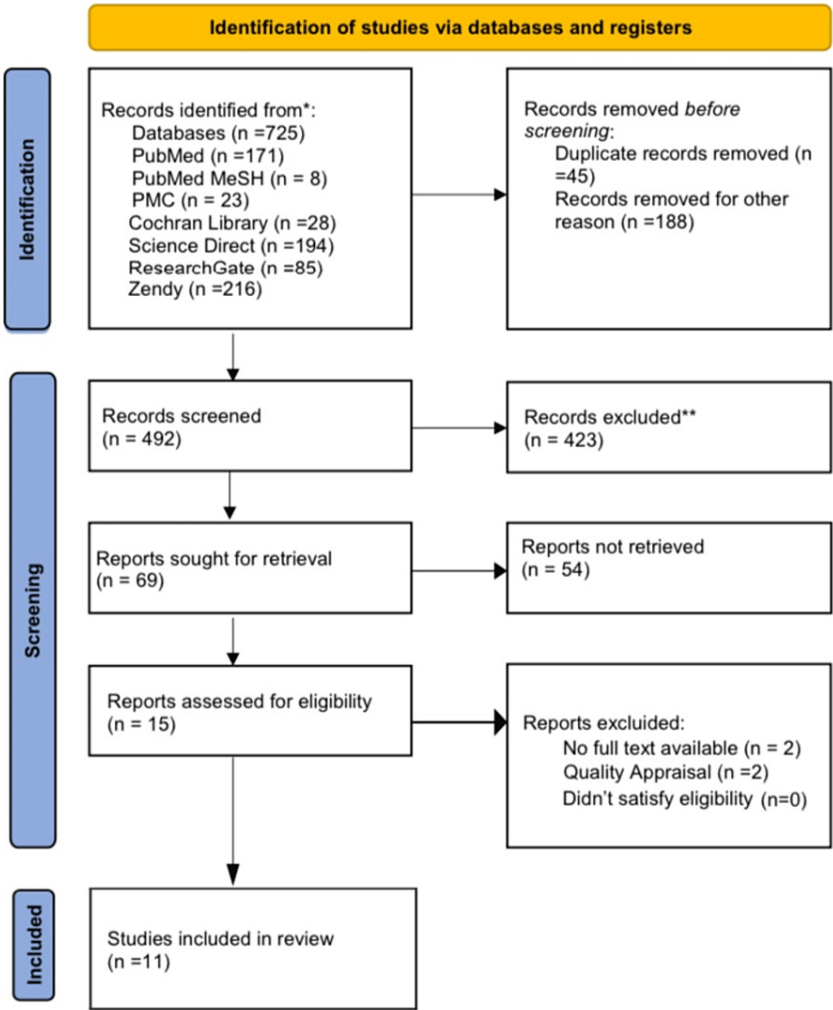 Identification of studies via databases and registers
Identification
Records identified from*:
Databases (n =725)
PubMed (n =171)
PubMed MeSH (n = 8)
PMC (n = 23)
Cochran Library (n =28)
Science Direct (n =194)
ResearchGate (n =85)
Zendy (n =216)
Records removed before
screening:
Duplicate records removed (n
=45)
Records removed for other
reason (n =188)
Screening
Records screened
(n = 492)
Records excluded**
(n = 423)
Reports sought for retrieval
(n = 69)
Reports not retrieved
(n = 54)
Reports assessed for eligibility
(n = 15)
Reports excluided:
No full text available (n = 2)
Quality Appraisal (n =2)
Didn't satisfy eligibility (n=0)
Included
Studies included in review
(n =11)